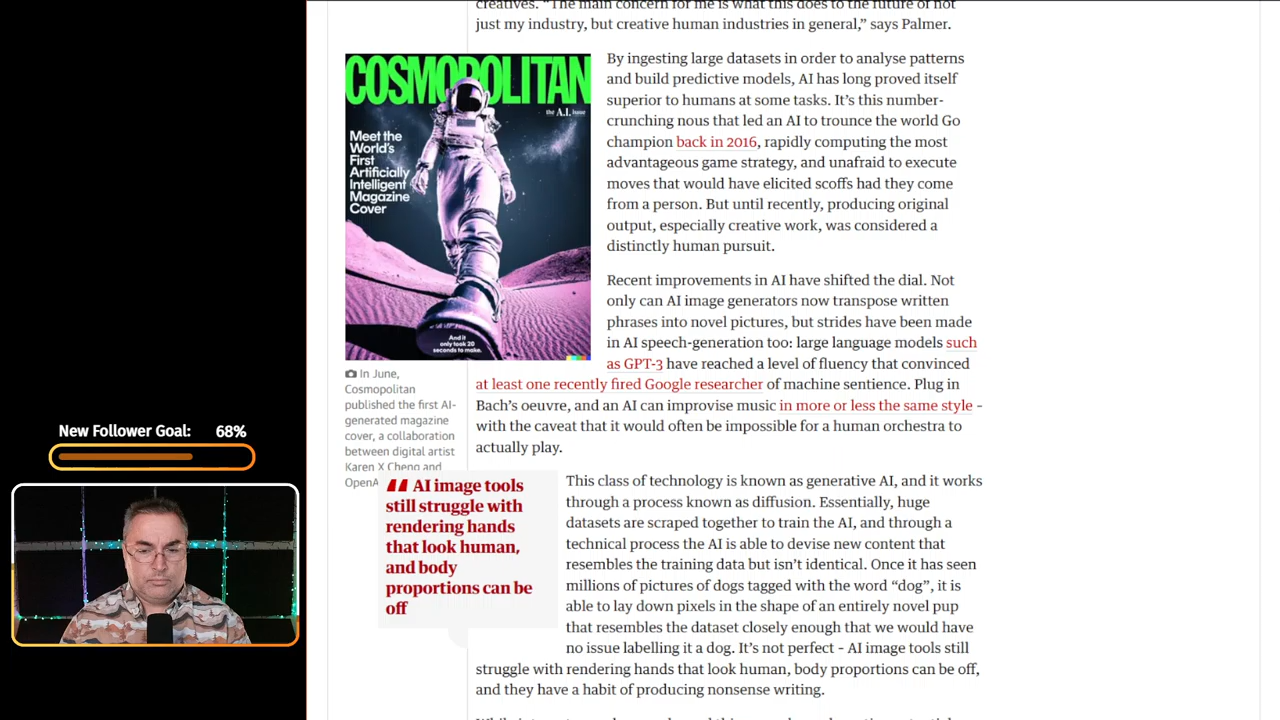 creatives. “The main concern for me is what this does to the future of not
just my industry, but creative human industries in general,” says Palmer.
COSMOPOLITAN
the A.I. Issue
Meet the
World’s
First
Artificially
Intelligent
Magazine
Cover
And it
only took 20
seconds to make.
In June,
Cosmopolitan
published the first AI-
generated magazine
cover, a collaboration
between digital artist
Karen X Cheng and
OpenA
By ingesting large datasets in order to analyse patterns
and build predictive models, AI has long proved itself
superior to humans at some tasks. It’s this number-
crunching nous that led an AI to trounce the world Go
champion back in 2016, rapidly computing the most
advantageous game strategy, and unafraid to execute
moves that would have elicited scoffs had they come
from a person. But until recently, producing original
output, especially creative work, was considered a
distinctly human pursuit.
Recent improvements in AI have shifted the dial. Not
only can AI image generators now transpose written
phrases into novel pictures, but strides have been made
in AI speech-generation too: large language models such
as GPT-3 have reached a level of fluency that convinced
at least one recently fired Google researcher of machine sentience. Plug in
Bach’s oeuvre, and an AI can improvise music in more or less the same style –
with the caveat that it would often be impossible for a human orchestra to
actually play.
AI image tools
still struggle with
rendering hands
that look human,
and body
proportions can be
off
This class of technology is known as generative AI, and it works
through a process known as diffusion. Essentially, huge
datasets are scraped together to train the AI, and through a
technical process the AI is able to devise new content that
resembles the training data but isn’t identical. Once it has seen
millions of pictures of dogs tagged with the word “dog”, it is
able to lay down pixels in the shape of an entirely novel pup
that resembles the dataset closely enough that we would have
no issue labelling it a dog. It’s not perfect – AI image tools still
struggle with rendering hands that look human, body proportions can be off,
and they have a habit of producing nonsense writing.
New Follower Goal: 68%